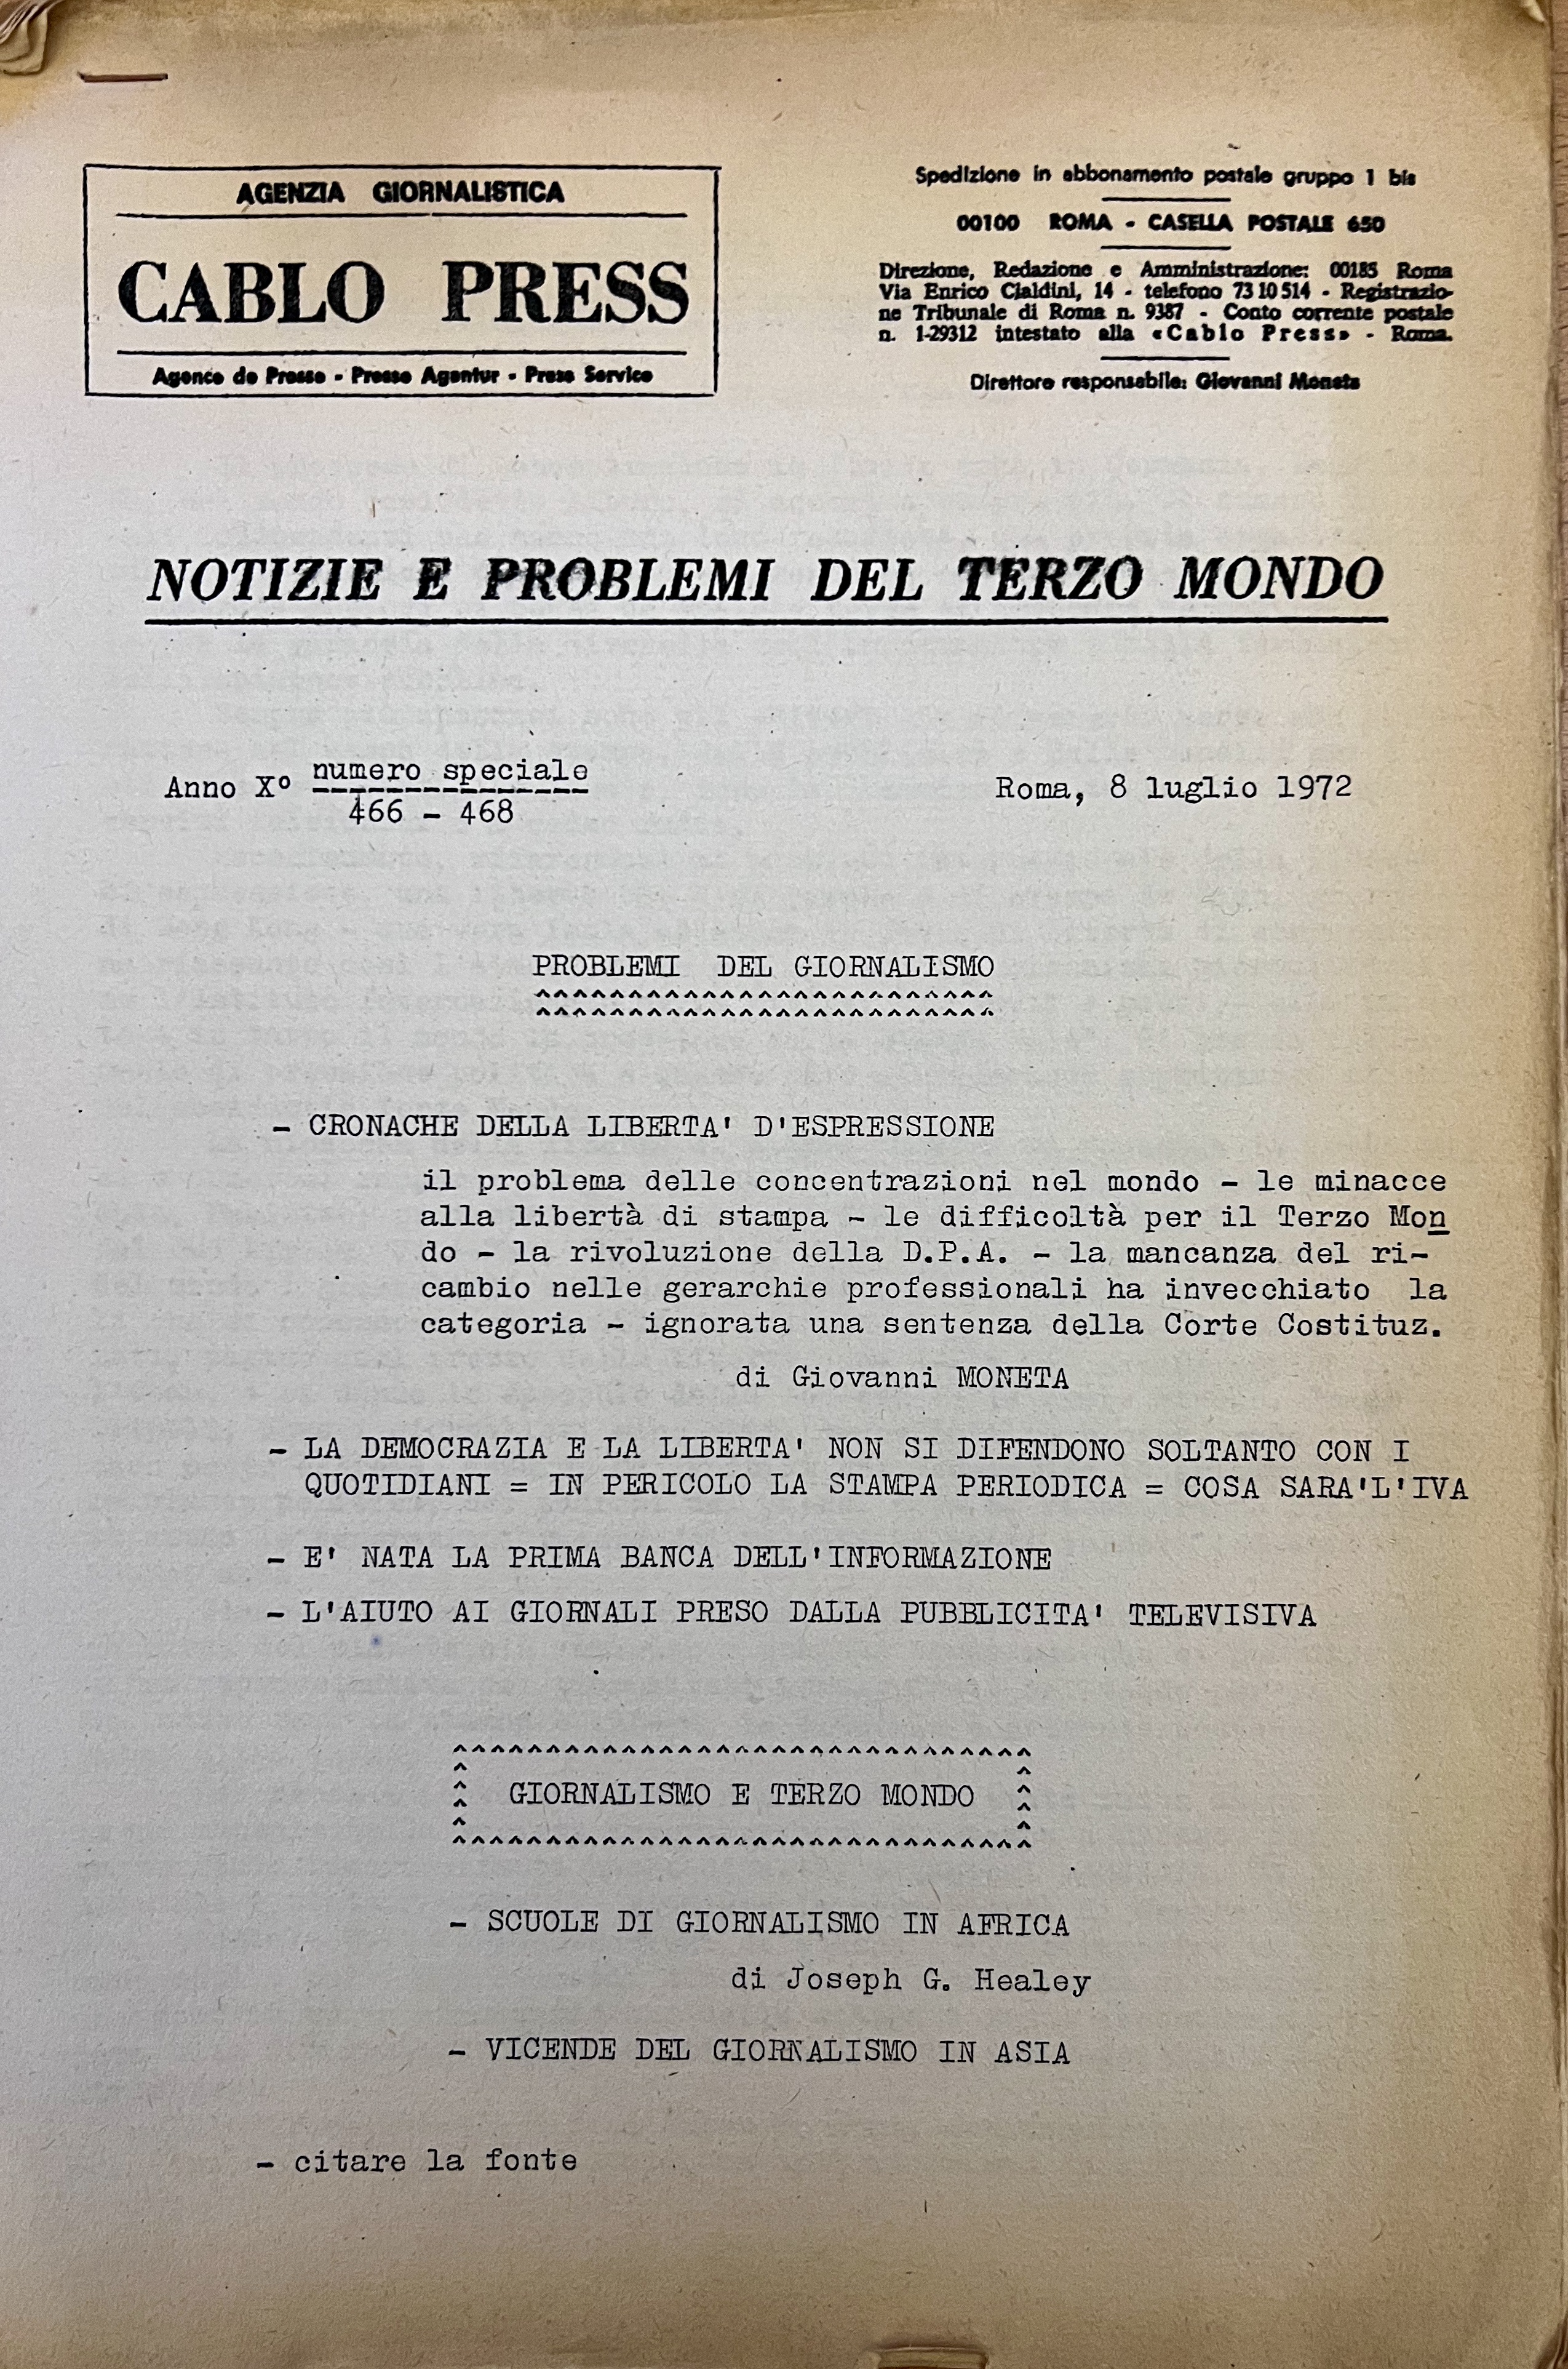 AGENZIA GIORNALISTICA
CABLO PRESS
Agence de Presse - Presse Agentur - Press Service
Spedizione in abbonamento postale gruppo 1 bis
00100 ROMA - CASELLA POSTALE 650
Direzione, Redazione e Amministrazione: 00185 Roma
Via Enrico Cialdini, 14 - telefono 73 10 514 - Registrazio-
ne Tribunale di Roma n. 9387 - Conto corrente postale
n. 1-29312 intestato alla «Cablo Press» - Roma.
Direttore responsabile: Giovanni Moneta
NOTIZIE E PROBLEMI DEL TERZO MONDO
Anno X° numero speciale
466 - 468
Roma, 8 luglio 1972
PROBLEMI DEL GIORNALISMO
- CRONACHE DELLA LIBERTA' D'ESPRESSIONE
il problema delle concentrazioni nel mondo - le minacce
alla libertà di stampa - le difficoltà per il Terzo Mon
do - la rivoluzione della D.P.A. - la mancanza del ri-
cambio nelle gerarchie professionali ha invecchiato la
categoria - ignorata una sentenza della Corte Costituz.
di Giovanni MONETA
- LA DEMOCRAZIA E LA LIBERTA' NON SI DIFENDONO SOLTANTO CON I
QUOTIDIANI = IN PERICOLO LA STAMPA PERIODICA = COSA SARA'L'IVA
- E' NATA LA PRIMA BANCA DELL'INFORMAZIONE
- L'AIUTO AI GIORNALI PRESO DALLA PUBBLICITA' TELEVISIVA
GIORNALISMO E TERZO MONDO
- SCUOLE DI GIORNALISMO IN AFRICA
di Joseph G. Healey
- VICENDE DEL GIORNALISMO IN ASIA
- citare la fonte